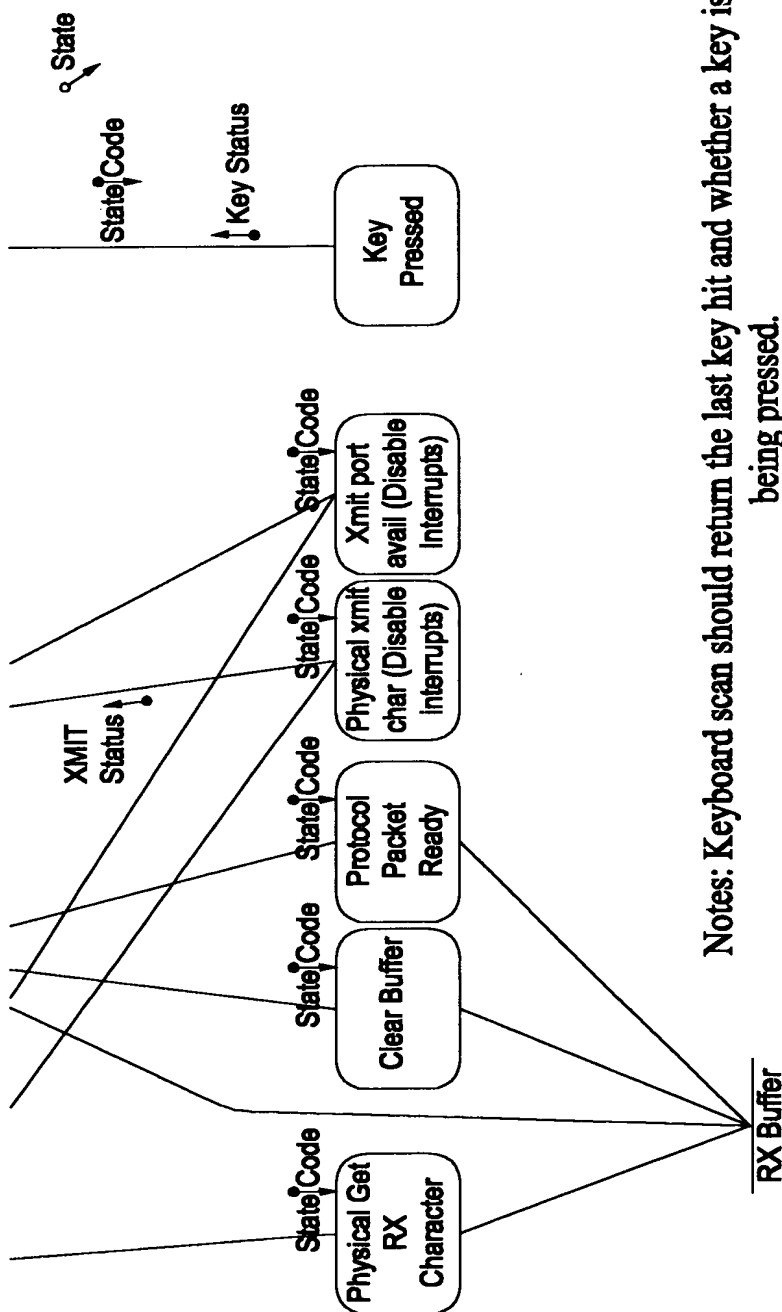 State
State Code
Key Status
XMIT
Status
State Code
Physical Get
RX
Character
State Code
Clear Buffer
State Code
Protocol
Packet
Ready
State Code
Physical xmit
char (Disable
interrupts)
State Code
Xmit port
avail (Disable
Interrupts)
Key
Pressed
RX Buffer
Notes: Keyboard scan should return the last key hit and whether a key is
being pressed.